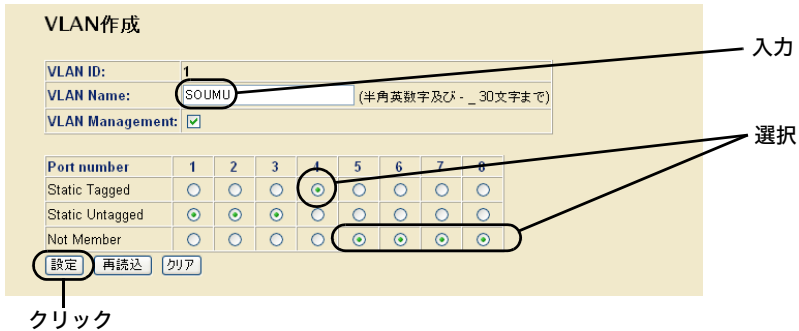 VLAN作成
VLAN ID: 1
VLAN Name: SOUMU (半角英数字及び - _ 30文字まで)
VLAN Management:
Port number 1 2 3 4 5 6 7 8
Static Tagged
Static Untagged
Not Member
設定 再読込 クリア
入力
選択
クリック